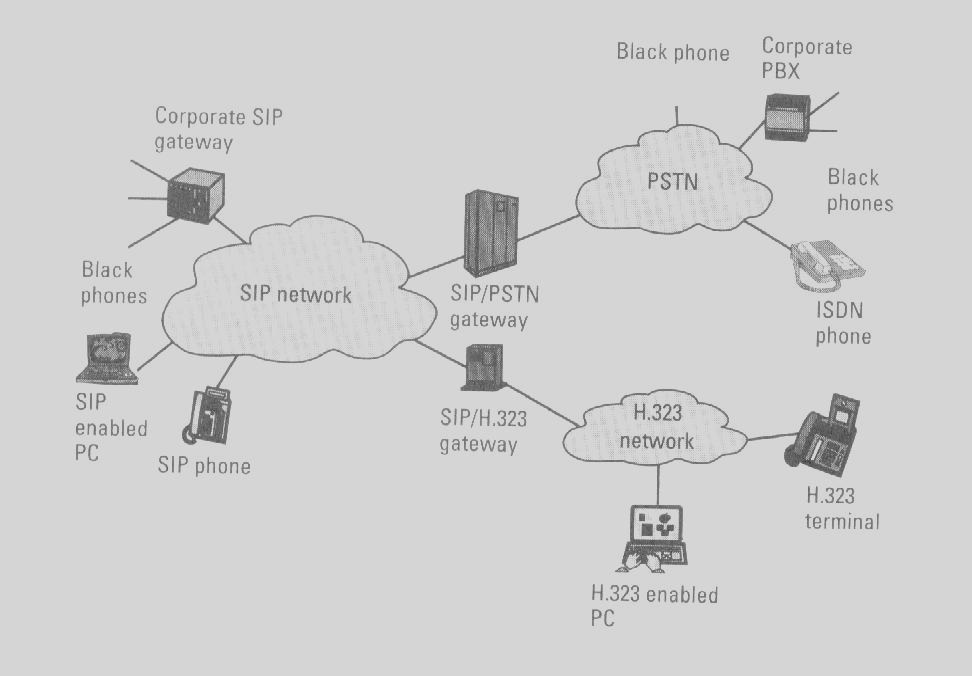 Black phone
Corporate
PBX
Corporate SIP
gateway
PSTN
Black
phones
Black
phones
SIP network
SIP/PSTN
gateway
ISDN
phone
SIP
enabled
PC
SIP phone
SIP/H.323
gateway
H.323
network
H.323
terminal
H.323 enabled
PC